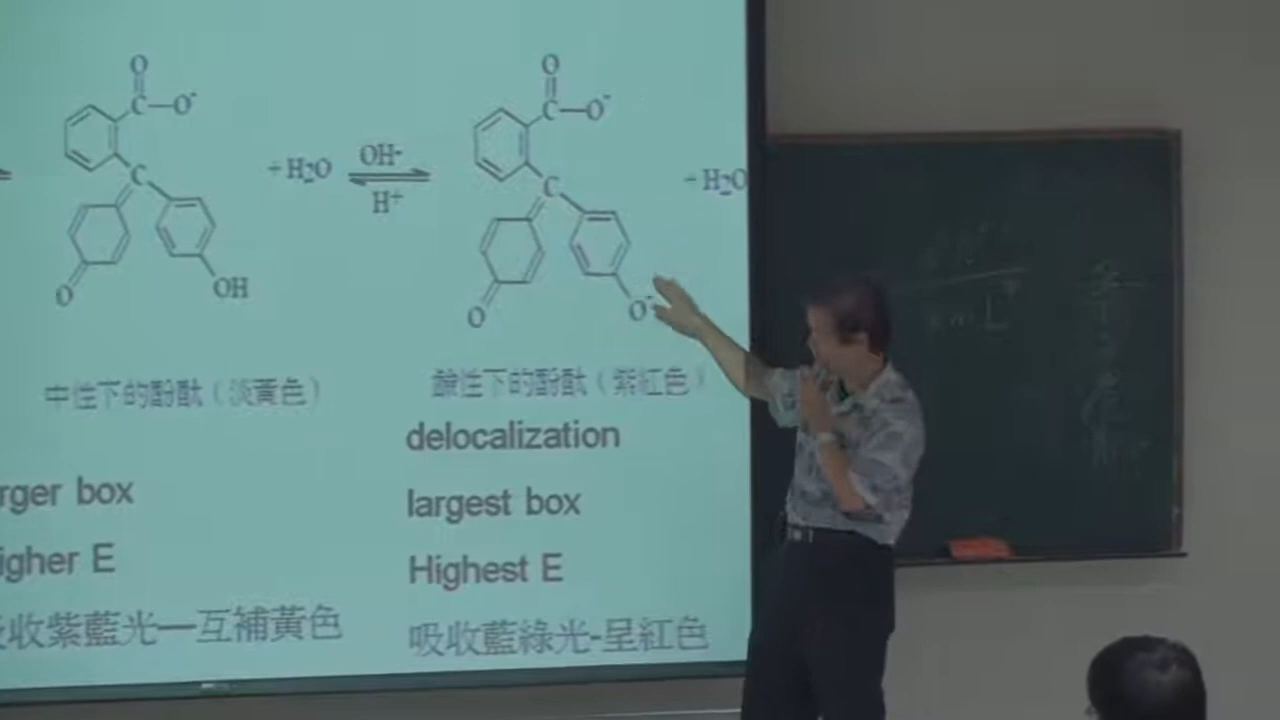 O O
C—O⁻ C—O⁻
+H₂O OH⁻ +H₂O
H⁺
C C
O OH O O⁻
中性下的酚酞（淡黃色） 鹼性下的酚酞（紫紅色）
delocalization
rger box largest box
igher E Highest E
收紫藍光—互補黃色 吸收藍綠光-呈紅色